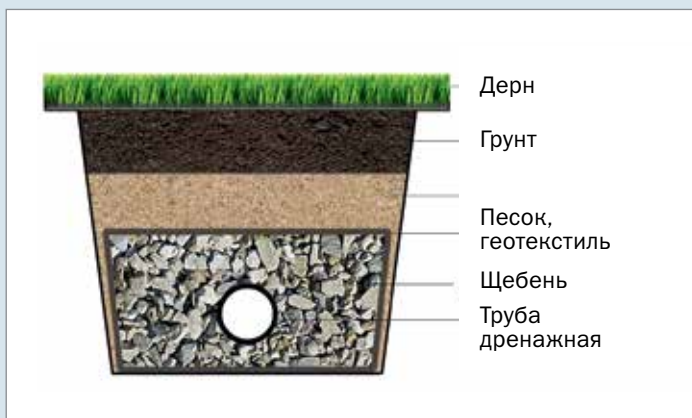 Дерн
Грунт
Песок,
геотекстиль
Щебень
Труба
дренажная